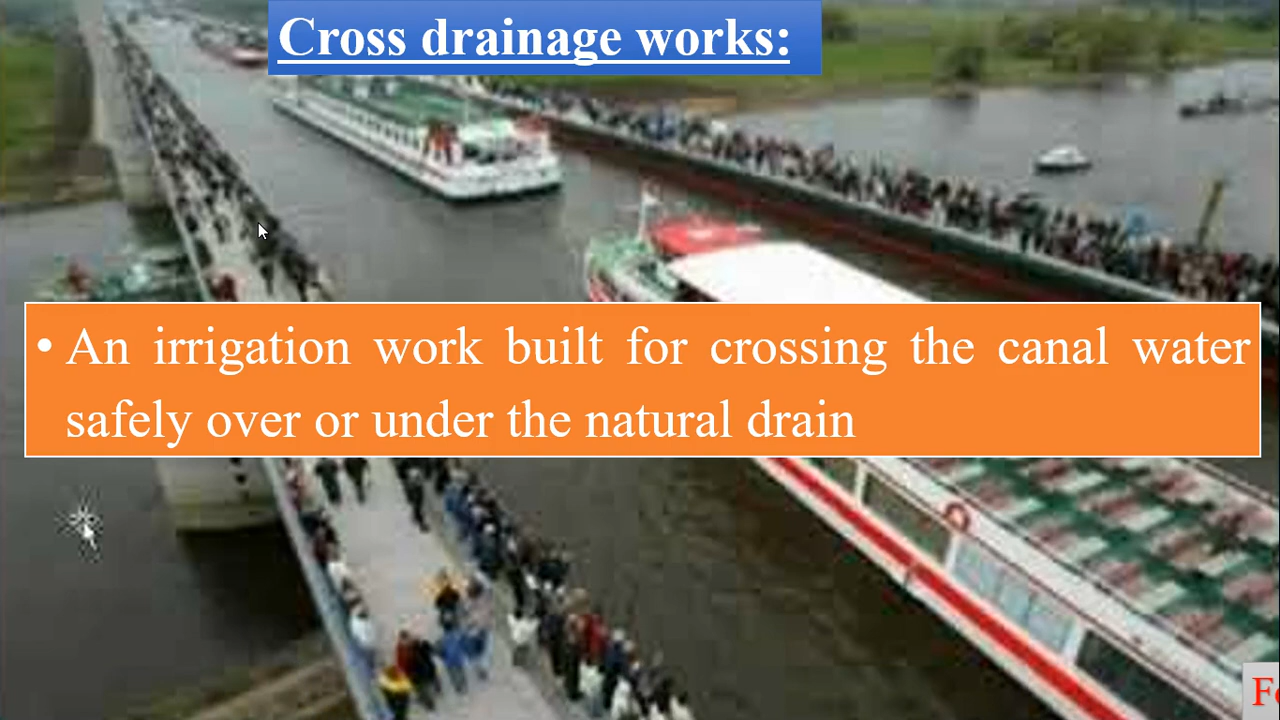 Cross drainage works:
• An irrigation work built for crossing the canal water
safely over or under the natural drain